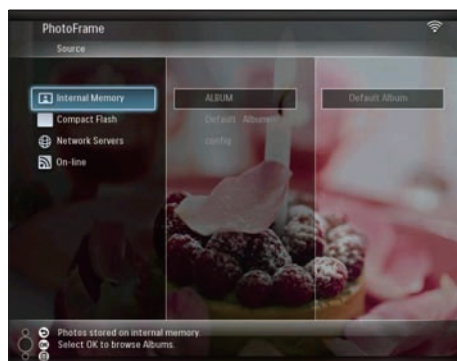 PhotoFrame
Source
Internal Memory
Compact Flash
Network Servers
On-line
ALBUM
Default Albumn
config
Default Album
Photos stored on internal memory.
Select OK to browse Albums.